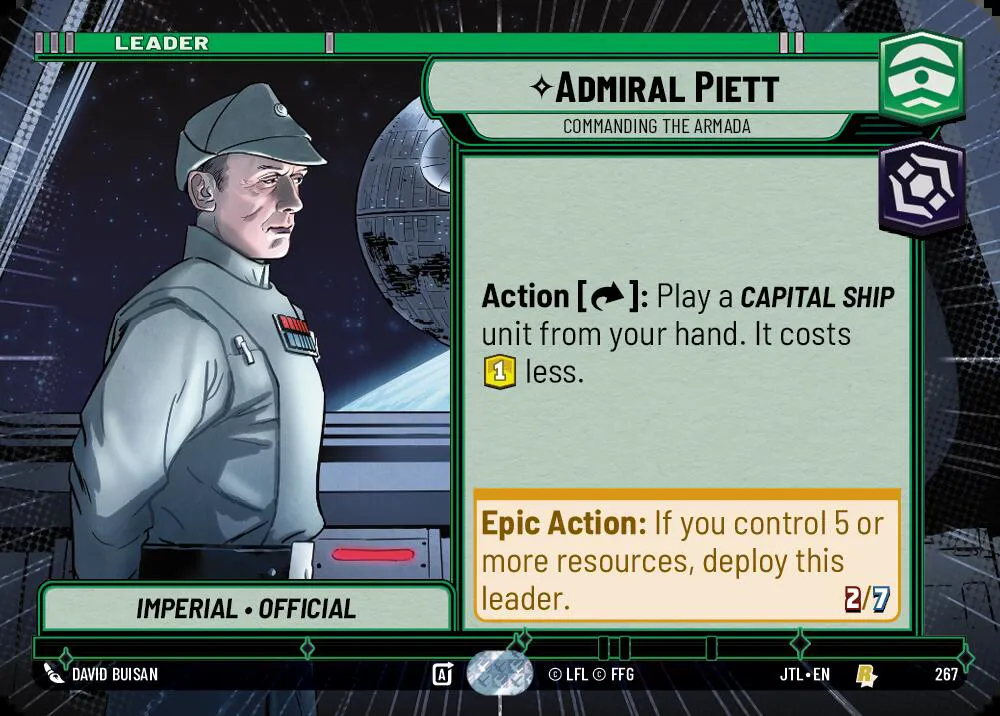 LEADER
ADMIRAL PIETT
COMMANDING THE ARMADA
Action [ ]: Play a CAPITAL SHIP
unit from your hand. It costs
1 less.
Epic Action: If you control 5 or
more resources, deploy this
leader.
2/7
IMPERIAL • OFFICIAL
DAVID BUISAN
A
© LFL © FFG
JTL•EN
R
267